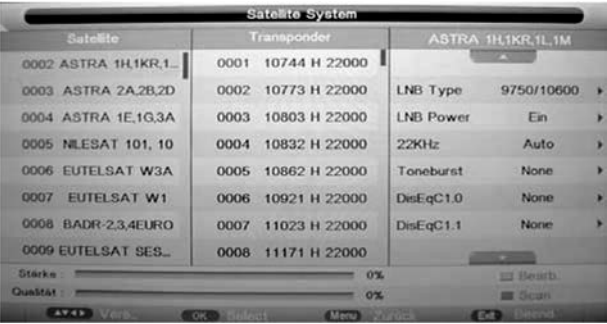 Satellite System
Satellite Transponder ASTRA 1H,1KR,1L,1M
0002 ASTRA 1H,1KR,1... 0001 10744 H 22000
0003 ASTRA 2A,2B,2D 0002 10773 H 22000 LNB Type 9750/10600
0004 ASTRA 1E,1G,3A 0003 10803 H 22000 LNB Power Ein
0005 NILESAT 101, 10 0004 10832 H 22000 22KHz Auto
0006 EUTELSAT W3A 0005 10862 H 22000 Toneburst None
0007 EUTELSAT W1 0006 10921 H 22000 DisEqC1.0 None
0008 BADR-2,3,4EURO 0007 11023 H 22000 DisEqC1.1 None
0009 EUTELSAT SES... 0008 11171 H 22000
Stärke : 0% Bearb.
Qualität : 0% Scan
Vers.. OK Select Menu Zurück Exit Beend.